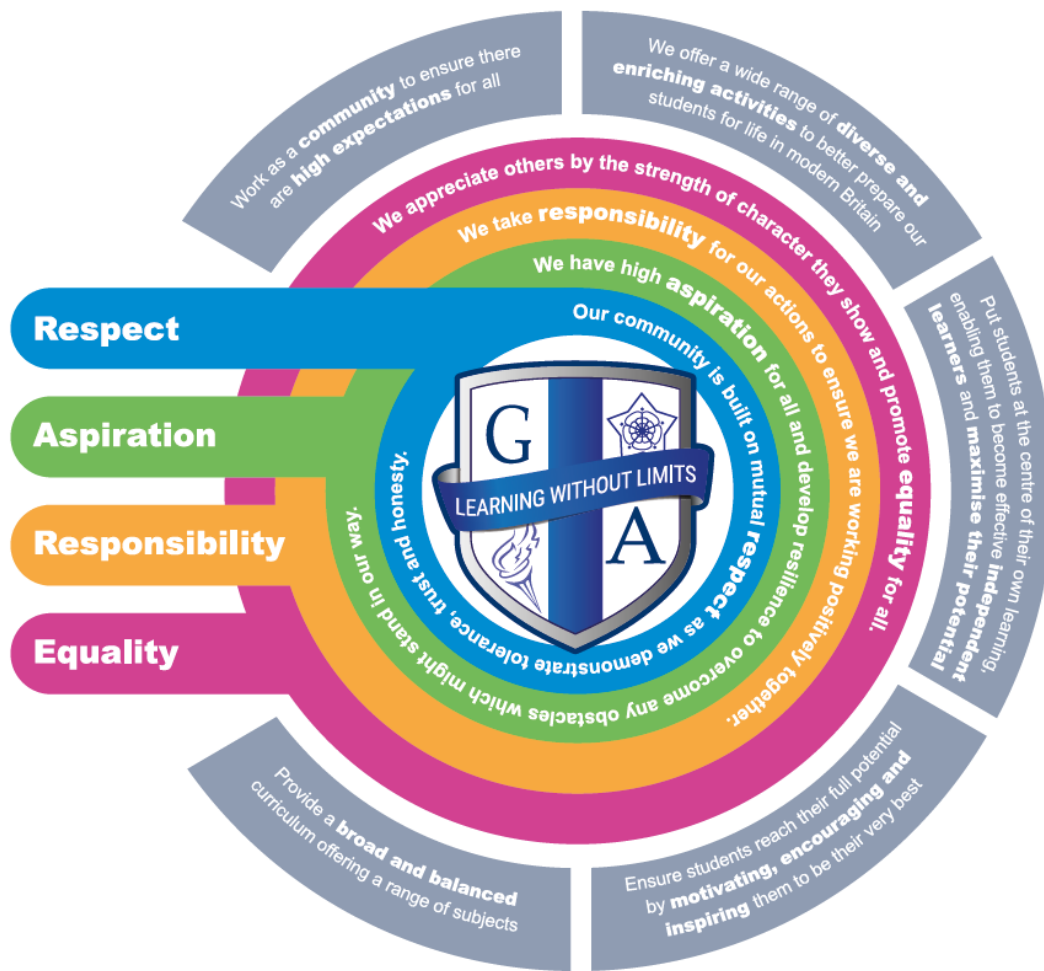 Work as a community to ensure there
are high expectations for all
We offer a wide range of diverse and
enriching activities to better prepare our
students for life in modern Britain
Put students at the centre of their own learning,
enabling them to become effective independent
learners and maximise their potential
Ensure students reach their full potential
by motivating, encouraging and
inspiring them to be their very best
Provide a broad and balanced
curriculum offering a range of subjects
Respect
Aspiration
Responsibility
Equality
We appreciate others by the strength of character they show and promote equality for all.
We take responsibility for our actions to ensure we are working positively together.
We have high aspiration for all and develop resilience to overcome any obstacles which might stand in our way.
Our community is built on mutual respect as we demonstrate tolerance, trust and honesty.
G
LEARNING WITHOUT LIMITS
A